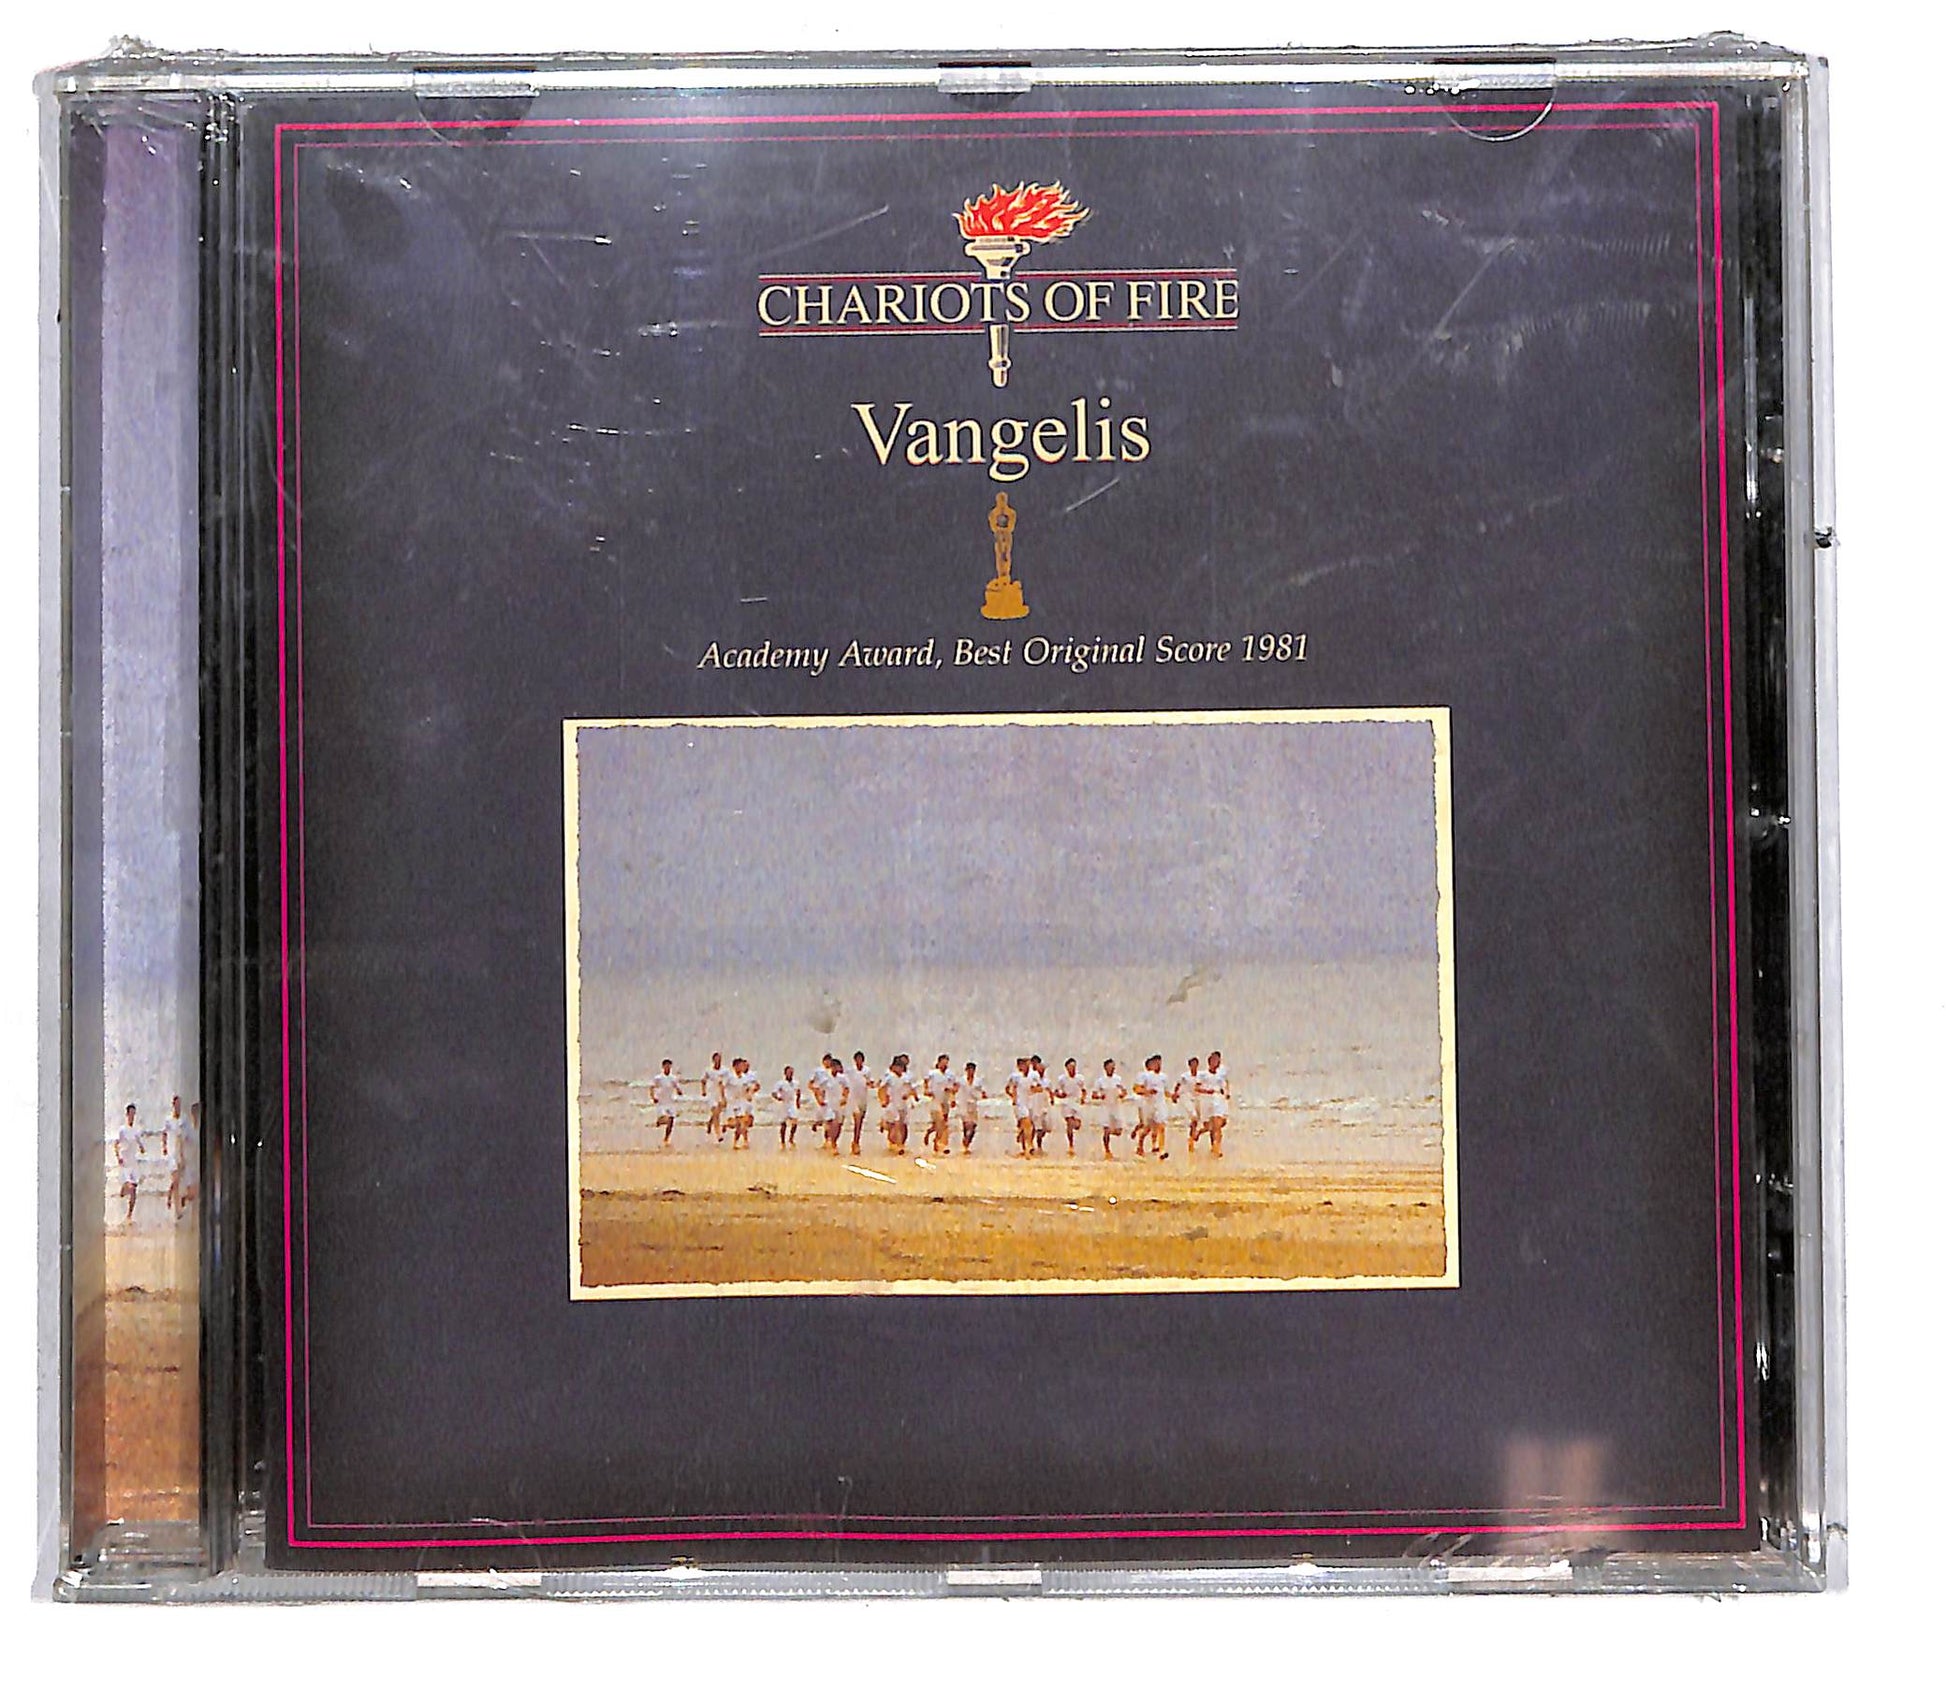 CHARIOTS OF FIRE
Vangelis
Academy Award, Best Original Score 1981